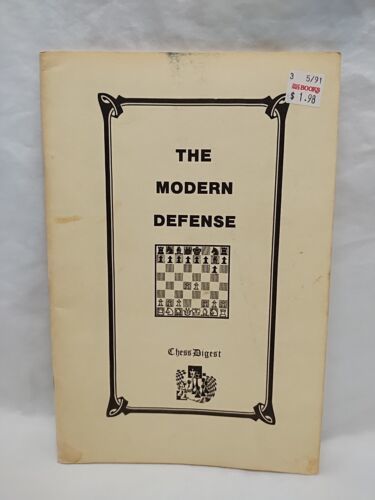 3 5/91
BOOKS
$ 1.98
THE
MODERN
DEFENSE
Chess Digest